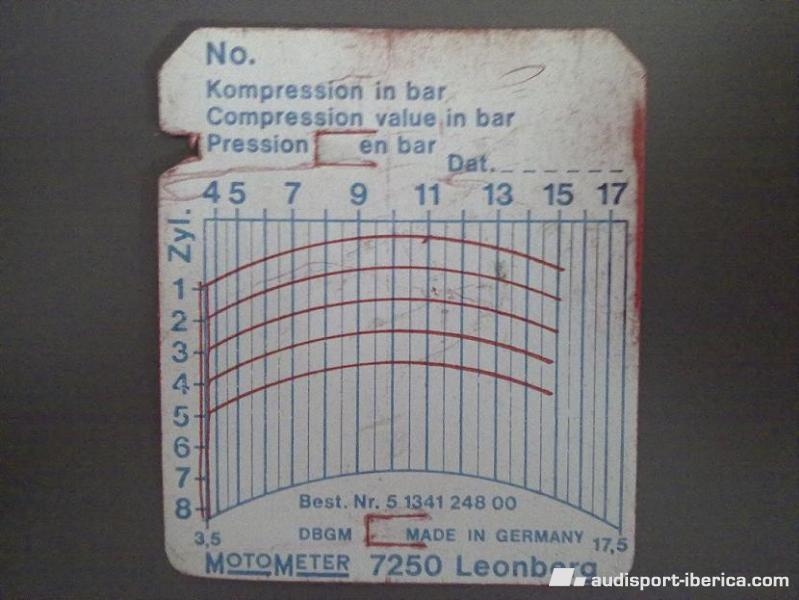 No.
Kompression in bar
Compression value in bar
Pression en bar
Dat.
4 5 7 9 11 13 15 17
Zyl.
1
2
3
4
5
6
7
8
Best. Nr. 5 1341 248 00
3,5 DBGM MADE IN GERMANY 17,5
MOTOMETER 7250 Leonberg
audisport-iberica.com